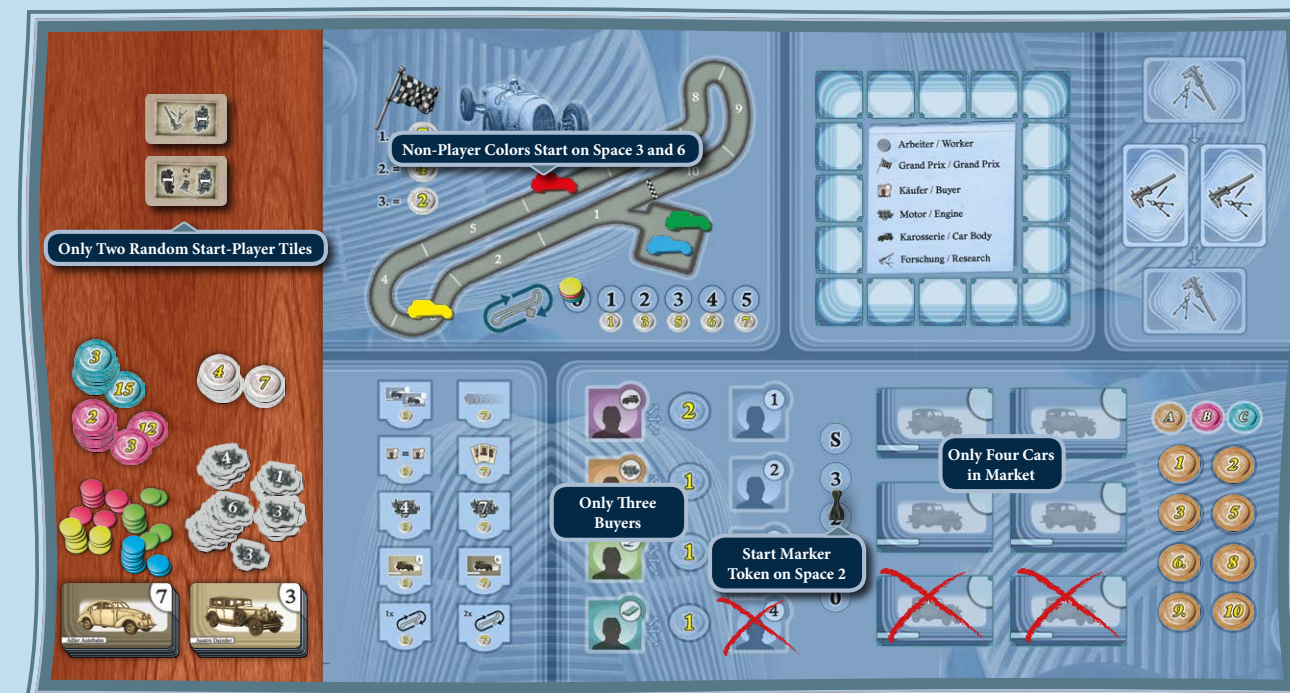 Only Two Random Start-Player Tiles
3
15
2
12
3
4
7
4
1
6
3
3
7
Adler Autobahn
3
Austro Daimler
1.
2. =
3. =
2
Non-Player Colors Start on Space 3 and 6
8
9
10
1
5
2
4
1 2 3 4 5
1 3 5 6 7
Arbeiter / Worker
Grand Prix / Grand Prix
Käufer / Buyer
Motor / Engine
Karosserie / Car Body
Forschung / Research
=
4
7
1x
2x
2
1
1
1
Only Three
Buyers
1
2
4
S
3
2
0
Start Marker
Token on Space 2
Only Four Cars
in Market
A B C
1 2
3 5
6. 8
9. 10